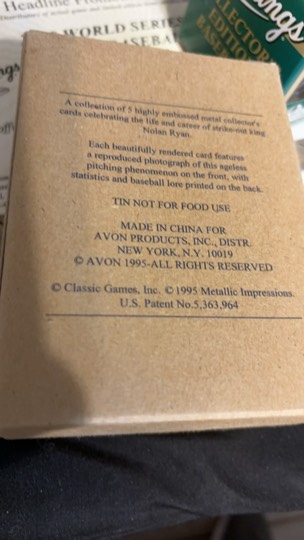 Headline
WORLD SERIES
LECTOR
EDITION
A collection of 5 highly embossed metal collector's
cards celebrating the life and career of strike-out king
Nolan Ryan.
Each beautifully rendered card features
a reproduced photograph of this ageless
pitching phenomenon on the front, with
statistics and baseball lore printed on the back.
TIN NOT FOR FOOD USE
MADE IN CHINA FOR
AVON PRODUCTS, INC., DISTR.
NEW YORK, N.Y. 10019
© AVON 1995-ALL RIGHTS RESERVED
© Classic Games, Inc. © 1995 Metallic Impressions.
U.S. Patent No.5,363,964